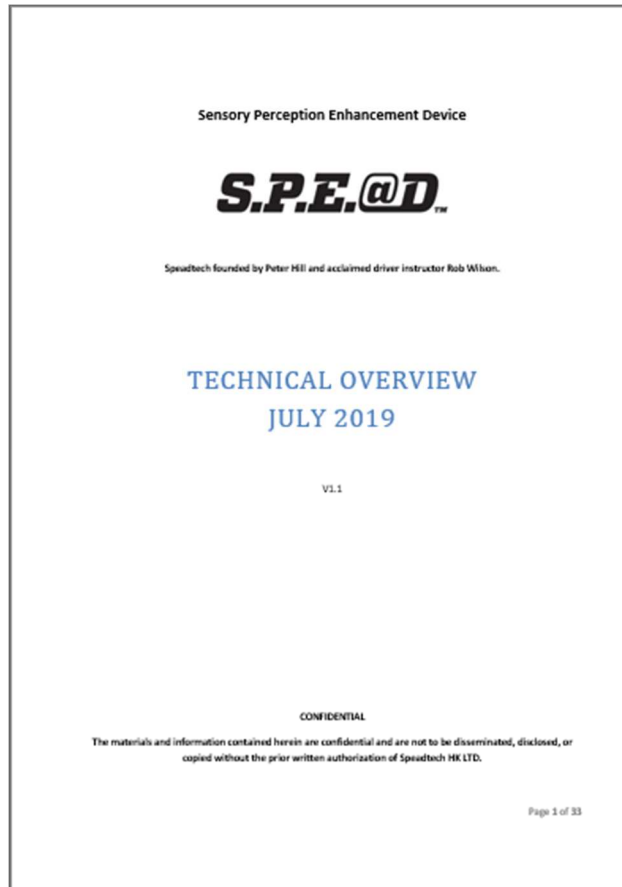 Sensory Perception Enhancement Device
S.P.E.@D™
Speadtech founded by Peter Hill and acclaimed driver instructor Rob Wilson.
TECHNICAL OVERVIEW
JULY 2019
V1.1
CONFIDENTIAL
The materials and information contained herein are confidential and are not to be disseminated, disclosed, or
copied without the prior written authorization of Speadtech HK LTD.
Page 1 of 33